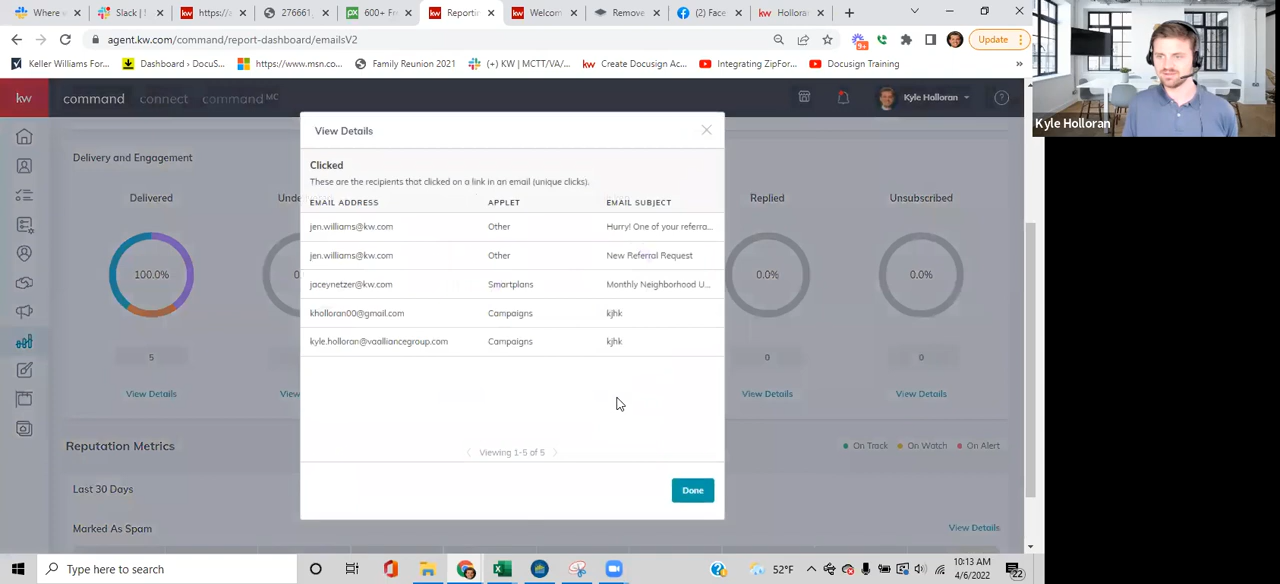 Where e
Slack |
https://a
276661_
600+ Fr
Reportin
Welcom
Remove
(2) Face
Hollorat
agent.kw.com/command/report-dashboard/emailsV2
9+
Update
Keller Williams For...
Dashboard › DocuS...
https://www.msn.co...
Family Reunion 202
(+) KW | MCTT/VA/...
Create Docusign Ac...
Integrating ZipFor...
Docusign Training
»
kw
command
connect
command MC
Kyle Holloran
Kyle Holloran
View Details
Delivery and Engagement
Clicked
These are the recipients that clicked on a link in an email (unique clicks).
Delivered
Unde
EMAIL ADDRESS
APPLET
EMAIL SUBJECT
Replied
Unsubscribed
jen.williams@kw.com
Other
Hurry! One of your referra...
jen.williams@kw.com
Other
New Referral Request
100.0%
0.
jaceynetzer@kw.com
Smartplans
Monthly Neighborhood U...
0.0%
0.0%
kholloran00@gmail.com
Campaigns
kjhk
kyle.holloran@vaalliancegroup.com
Campaigns
kjhk
5
0
0
View Details
View
View Details
View Details
Reputation Metrics
On Track
On Watch
On Alert
Viewing 1-5 of 5
Last 30 Days
Done
Marked As Spam
View Details
Type here to search
52°F
10:13 AM
4/6/2022
22